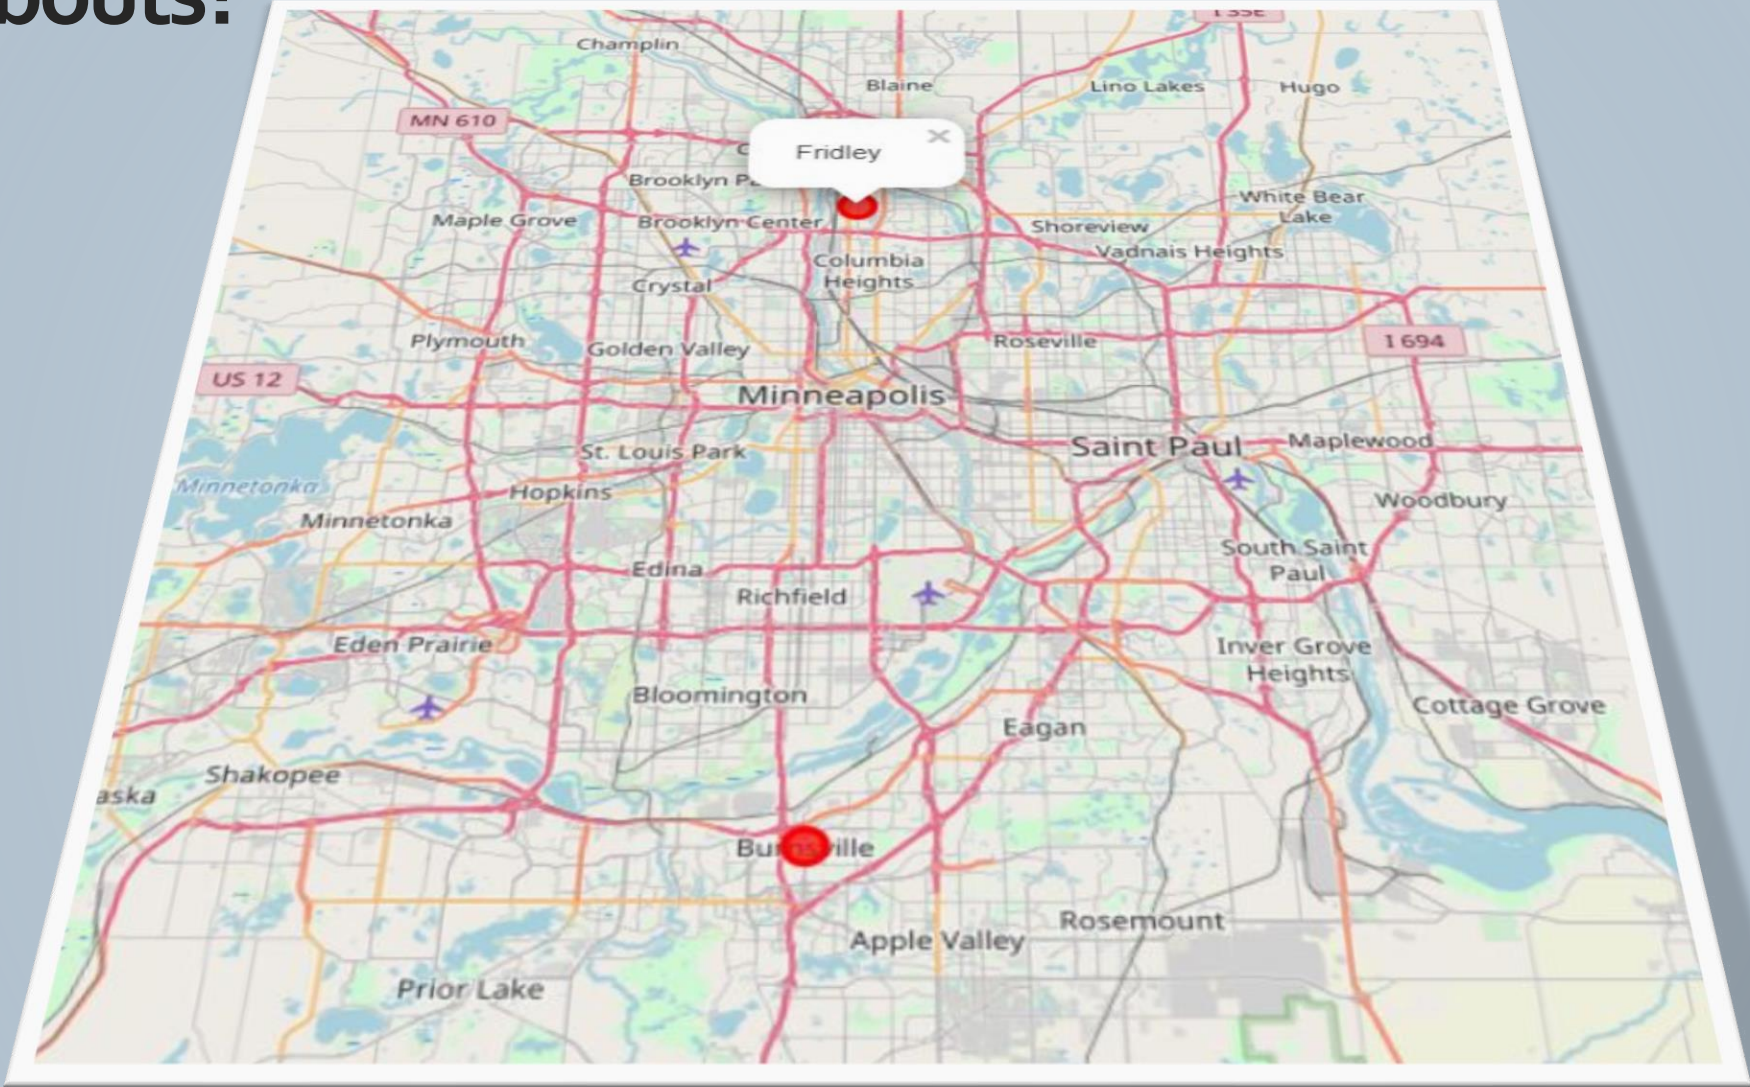 bouts:
Champlin
Blaine
Lino Lakes
Hugo
MN 610
Fridley
×
Maple Grove
Brooklyn Center
Shoreview
White Bear
Lake
Vadnais Heights
Columbia
Heights
Crystal
Plymouth
Golden Valley
Roseville
I 694
US 12
Minneapolis
St. Louis Park
Saint Paul
Maplewood
Minnetonka
Hopkins
Woodbury
Minnetonka
South Saint
Paul
Edina
Richfield
Eden Prairie
Inver Grove
Heights
Bloomington
Eagan
Cottage Grove
Shakopee
aska
Burnsville
Rosemount
Apple Valley
Prior Lake